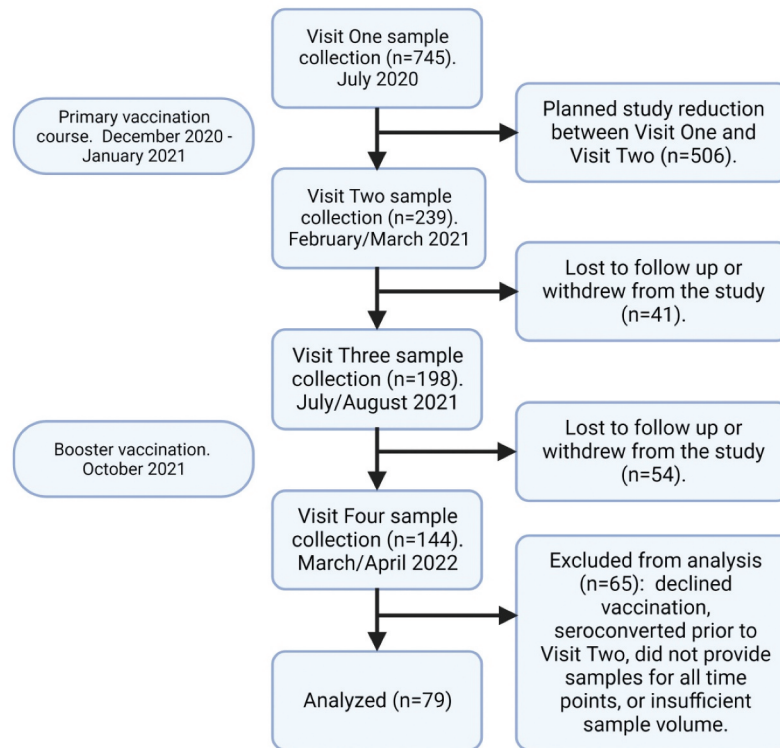 Visit One sample
collection (n=745).
July 2020
Primary vaccination
course.  December 2020 -
January 2021
Planned study reduction
between Visit One and
Visit Two (n=506).
Visit Two sample
collection (n=239).
February/March 2021
Lost to follow up or
withdrew from the study
(n=41).
Visit Three sample
collection (n=198).
July/August 2021
Booster vaccination.
October 2021
Lost to follow up or
withdrew from the study
(n=54).
Visit Four sample
collection (n=144).
March/April 2022
Excluded from analysis
(n=65):  declined
vaccination,
seroconverted prior to
Visit Two, did not provide
samples for all time
points, or insufficient
sample volume.
Analyzed (n=79)